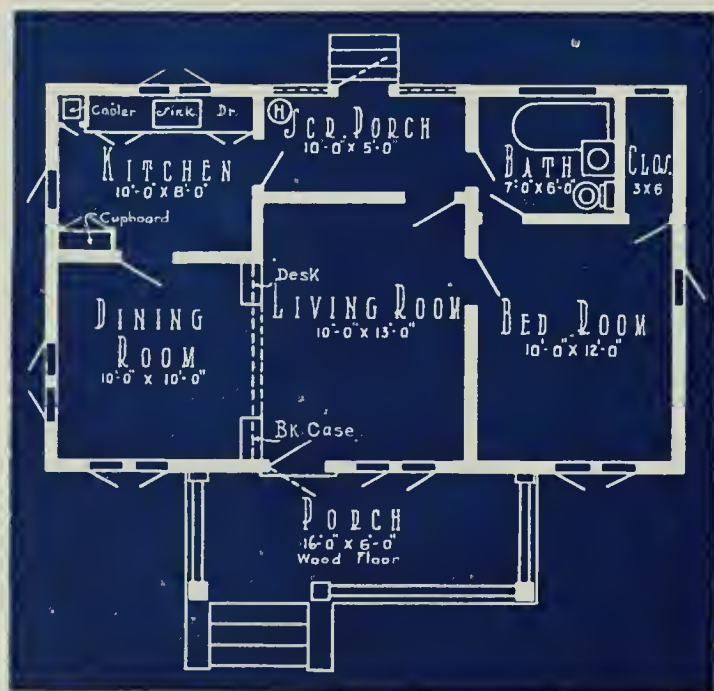 Cooler
Sink
Dr.
H
SCR. PORCH
10'-0" X 5'-0"
KITCHEN
10'-0" X 8'-0"
BATH
7'-0" X 6'-0"
CLOS.
3 X 6
Cupboard
Desk
DINING
ROOM
10'-0" X 10'-0"
LIVING ROOM
10'-0" X 13'-0"
BED ROOM
10'-0" X 12'-0"
BK. Case
PORCH
16'-0" X 6'-0"
Wood Floor